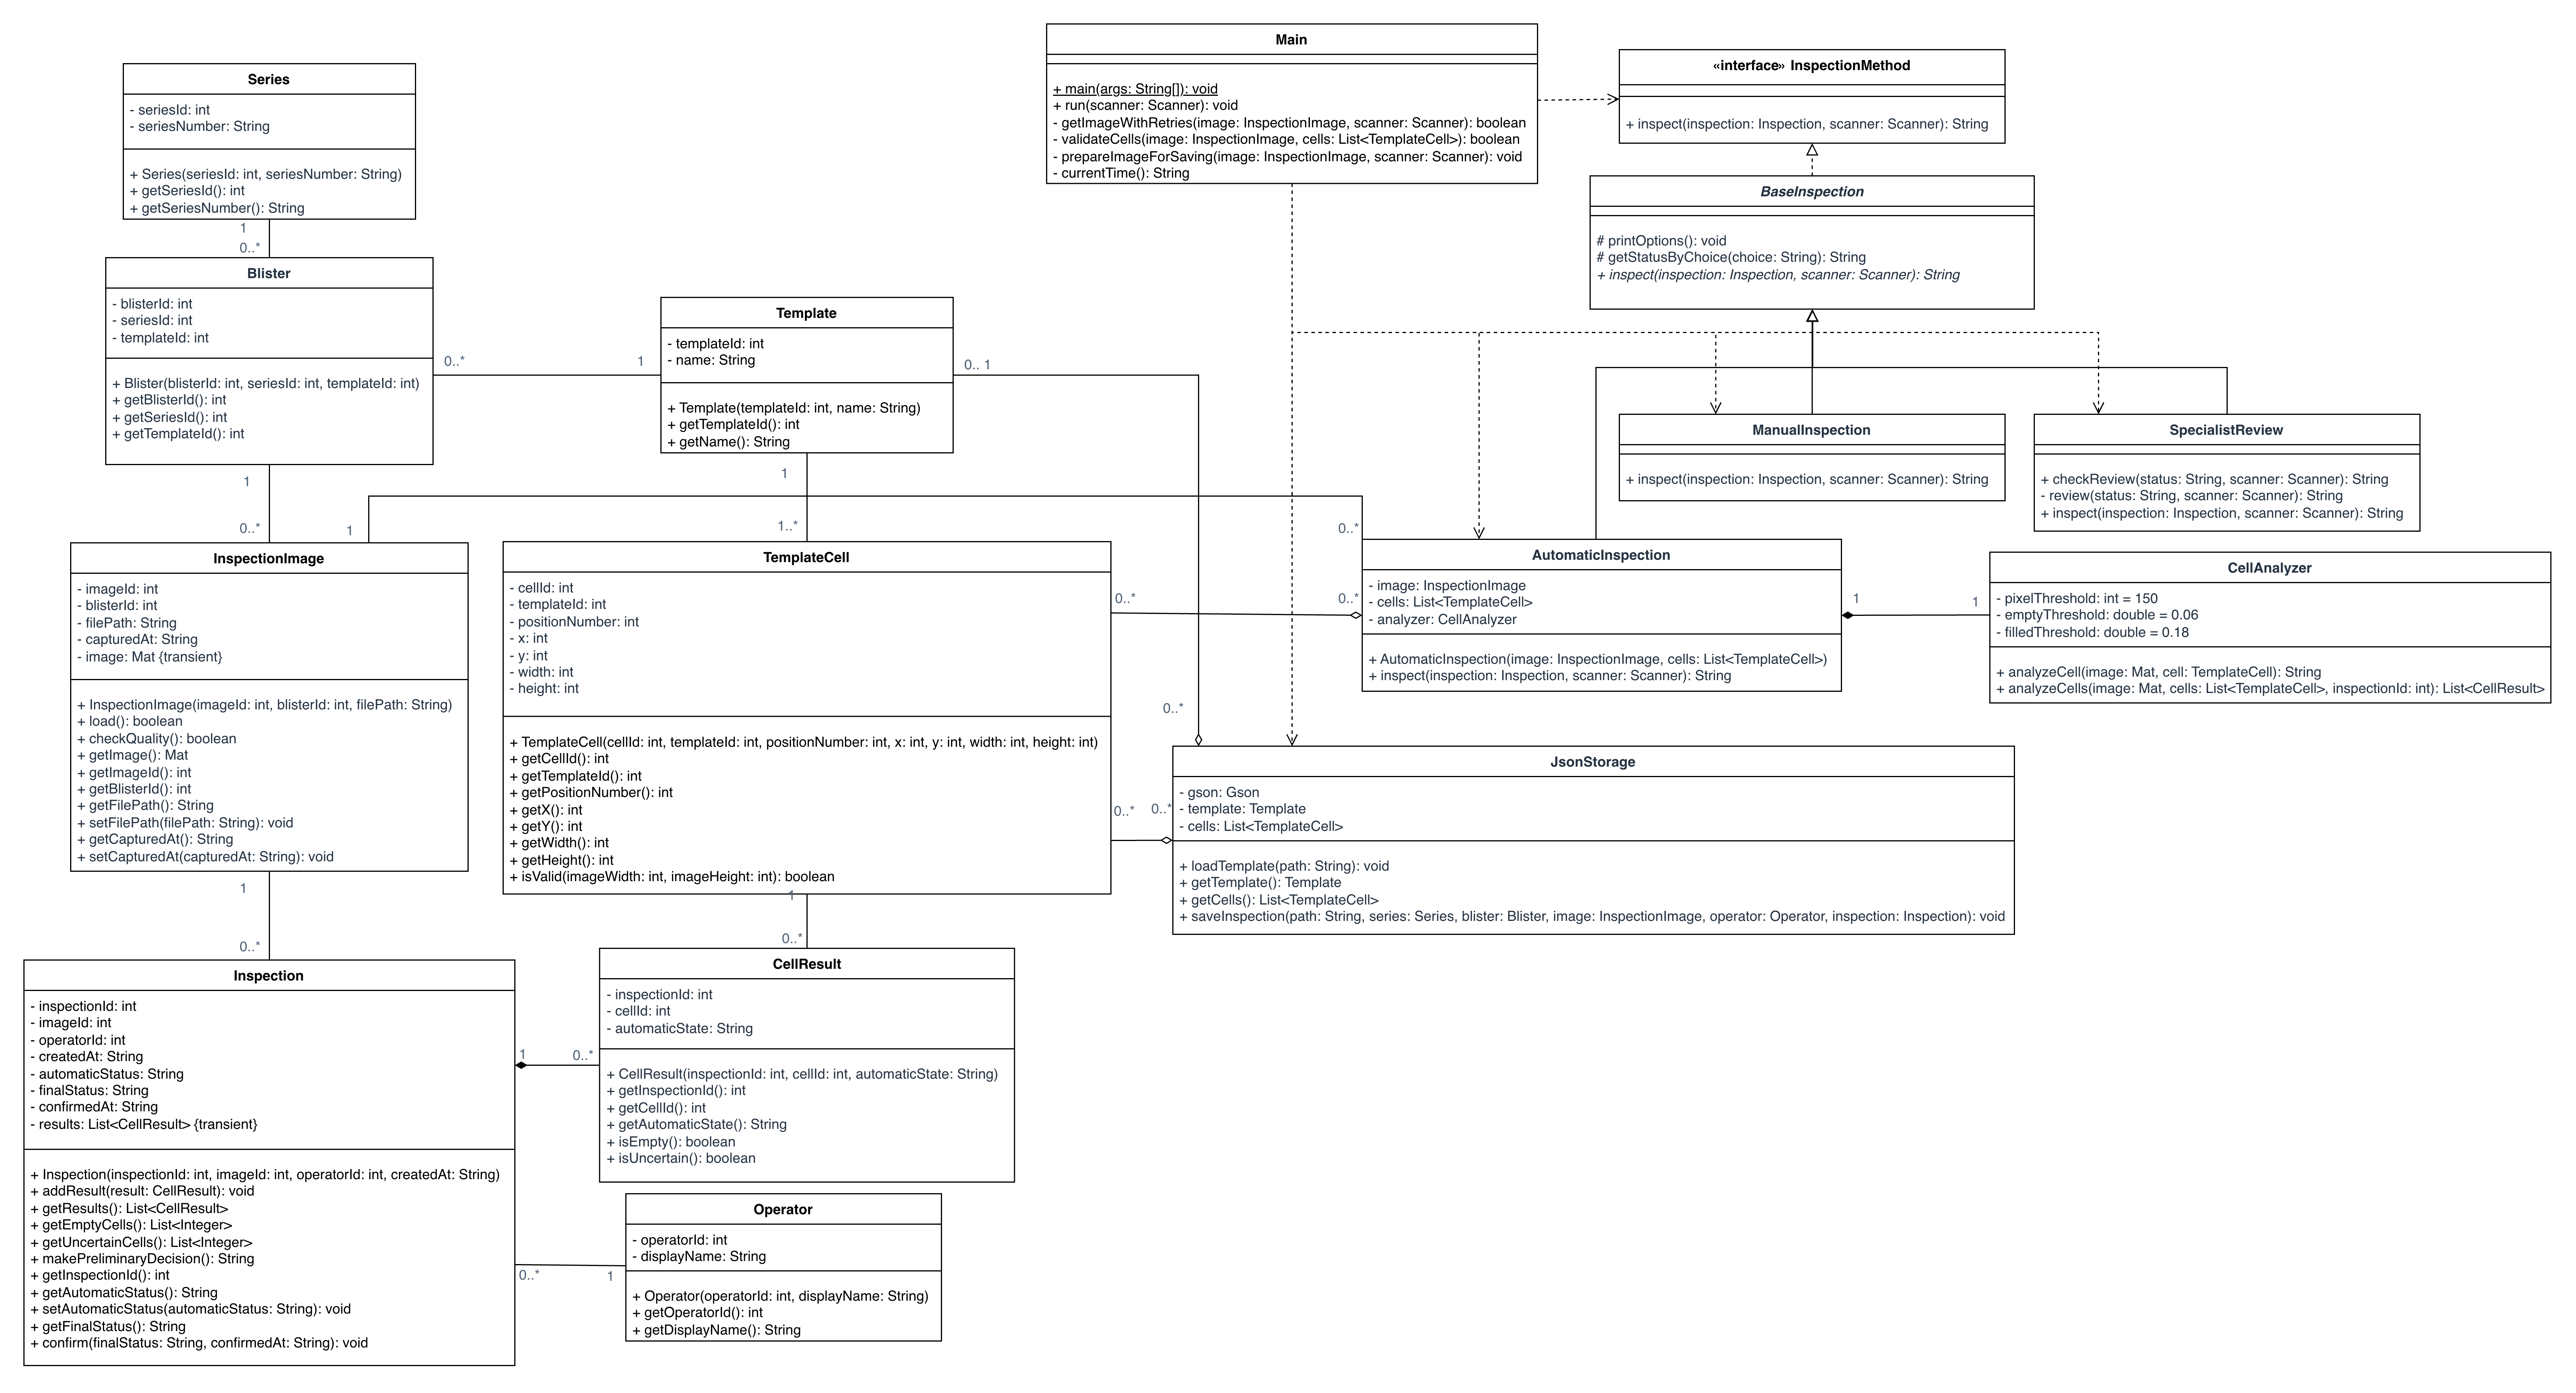 Main
+ main(args: String[]): void
+ run(scanner: Scanner): void
- getImageWithRetries(image: InspectionImage, scanner: Scanner): boolean
- validateCells(image: InspectionImage, cells: List<TemplateCell>): boolean
- prepareImageForSaving(image: InspectionImage, scanner: Scanner): void
- currentTime(): String
«interface» InspectionMethod
+ inspect(inspection: Inspection, scanner: Scanner): String
Series
- seriesId: int
- seriesNumber: String
+ Series(seriesId: int, seriesNumber: String)
+ getSeriesId(): int
+ getSeriesNumber(): String
1
0..*
BaseInspection
# printOptions(): void
# getStatusByChoice(choice: String): String
+ inspect(inspection: Inspection, scanner: Scanner): String
Blister
- blisterId: int
- seriesId: int
- templateId: int
+ Blister(blisterId: int, seriesId: int, templateId: int)
+ getBlisterId(): int
+ getSeriesId(): int
+ getTemplateId(): int
0..*
1
Template
- templateId: int
- name: String
+ Template(templateId: int, name: String)
+ getTemplateId(): int
+ getName(): String
0.. 1
ManualInspection
+ inspect(inspection: Inspection, scanner: Scanner): String
SpecialistReview
+ checkReview(status: String, scanner: Scanner): String
- review(status: String, scanner: Scanner): String
+ inspect(inspection: Inspection, scanner: Scanner): String
1
0..*
1
1
1..*
0..*
InspectionImage
- imageId: int
- blisterId: int
- filePath: String
- capturedAt: String
- image: Mat {transient}
+ InspectionImage(imageId: int, blisterId: int, filePath: String)
+ load(): boolean
+ checkQuality(): boolean
+ getImage(): Mat
+ getImageId(): int
+ getBlisterId(): int
+ getFilePath(): String
+ setFilePath(filePath: String): void
+ getCapturedAt(): String
+ setCapturedAt(capturedAt: String): void
TemplateCell
- cellId: int
- templateId: int
- positionNumber: int
- x: int
- y: int
- width: int
- height: int
+ TemplateCell(cellId: int, templateId: int, positionNumber: int, x: int, y: int, width: int, height: int)
+ getCellId(): int
+ getTemplateId(): int
+ getPositionNumber(): int
+ getX(): int
+ getY(): int
+ getWidth(): int
+ getHeight(): int
+ isValid(imageWidth: int, imageHeight: int): boolean
0..*
0..*
AutomaticInspection
- image: InspectionImage
- cells: List<TemplateCell>
- analyzer: CellAnalyzer
+ AutomaticInspection(image: InspectionImage, cells: List<TemplateCell>)
+ inspect(inspection: Inspection, scanner: Scanner): String
1
1
CellAnalyzer
- pixelThreshold: int = 150
- emptyThreshold: double = 0.06
- filledThreshold: double = 0.18
+ analyzeCell(image: Mat, cell: TemplateCell): String
+ analyzeCells(image: Mat, cells: List<TemplateCell>, inspectionId: int): List<CellResult>
0..*
0..*
0..*
JsonStorage
- gson: Gson
- template: Template
- cells: List<TemplateCell>
+ loadTemplate(path: String): void
+ getTemplate(): Template
+ getCells(): List<TemplateCell>
+ saveInspection(path: String, series: Series, blister: Blister, image: InspectionImage, operator: Operator, inspection: Inspection): void
1
0..*
1
0..*
Inspection
- inspectionId: int
- imageId: int
- operatorId: int
- createdAt: String
- automaticStatus: String
- finalStatus: String
- confirmedAt: String
- results: List<CellResult> {transient}
+ Inspection(inspectionId: int, imageId: int, operatorId: int, createdAt: String)
+ addResult(result: CellResult): void
+ getResults(): List<CellResult>
+ getEmptyCells(): List<Integer>
+ getUncertainCells(): List<Integer>
+ makePreliminaryDecision(): String
+ getInspectionId(): int
+ getAutomaticStatus(): String
+ setAutomaticStatus(automaticStatus: String): void
+ getFinalStatus(): String
+ confirm(finalStatus: String, confirmedAt: String): void
1
0..*
CellResult
- inspectionId: int
- cellId: int
- automaticState: String
+ CellResult(inspectionId: int, cellId: int, automaticState: String)
+ getInspectionId(): int
+ getCellId(): int
+ getAutomaticState(): String
+ isEmpty(): boolean
+ isUncertain(): boolean
0..*
1
Operator
- operatorId: int
- displayName: String
+ Operator(operatorId: int, displayName: String)
+ getOperatorId(): int
+ getDisplayName(): String